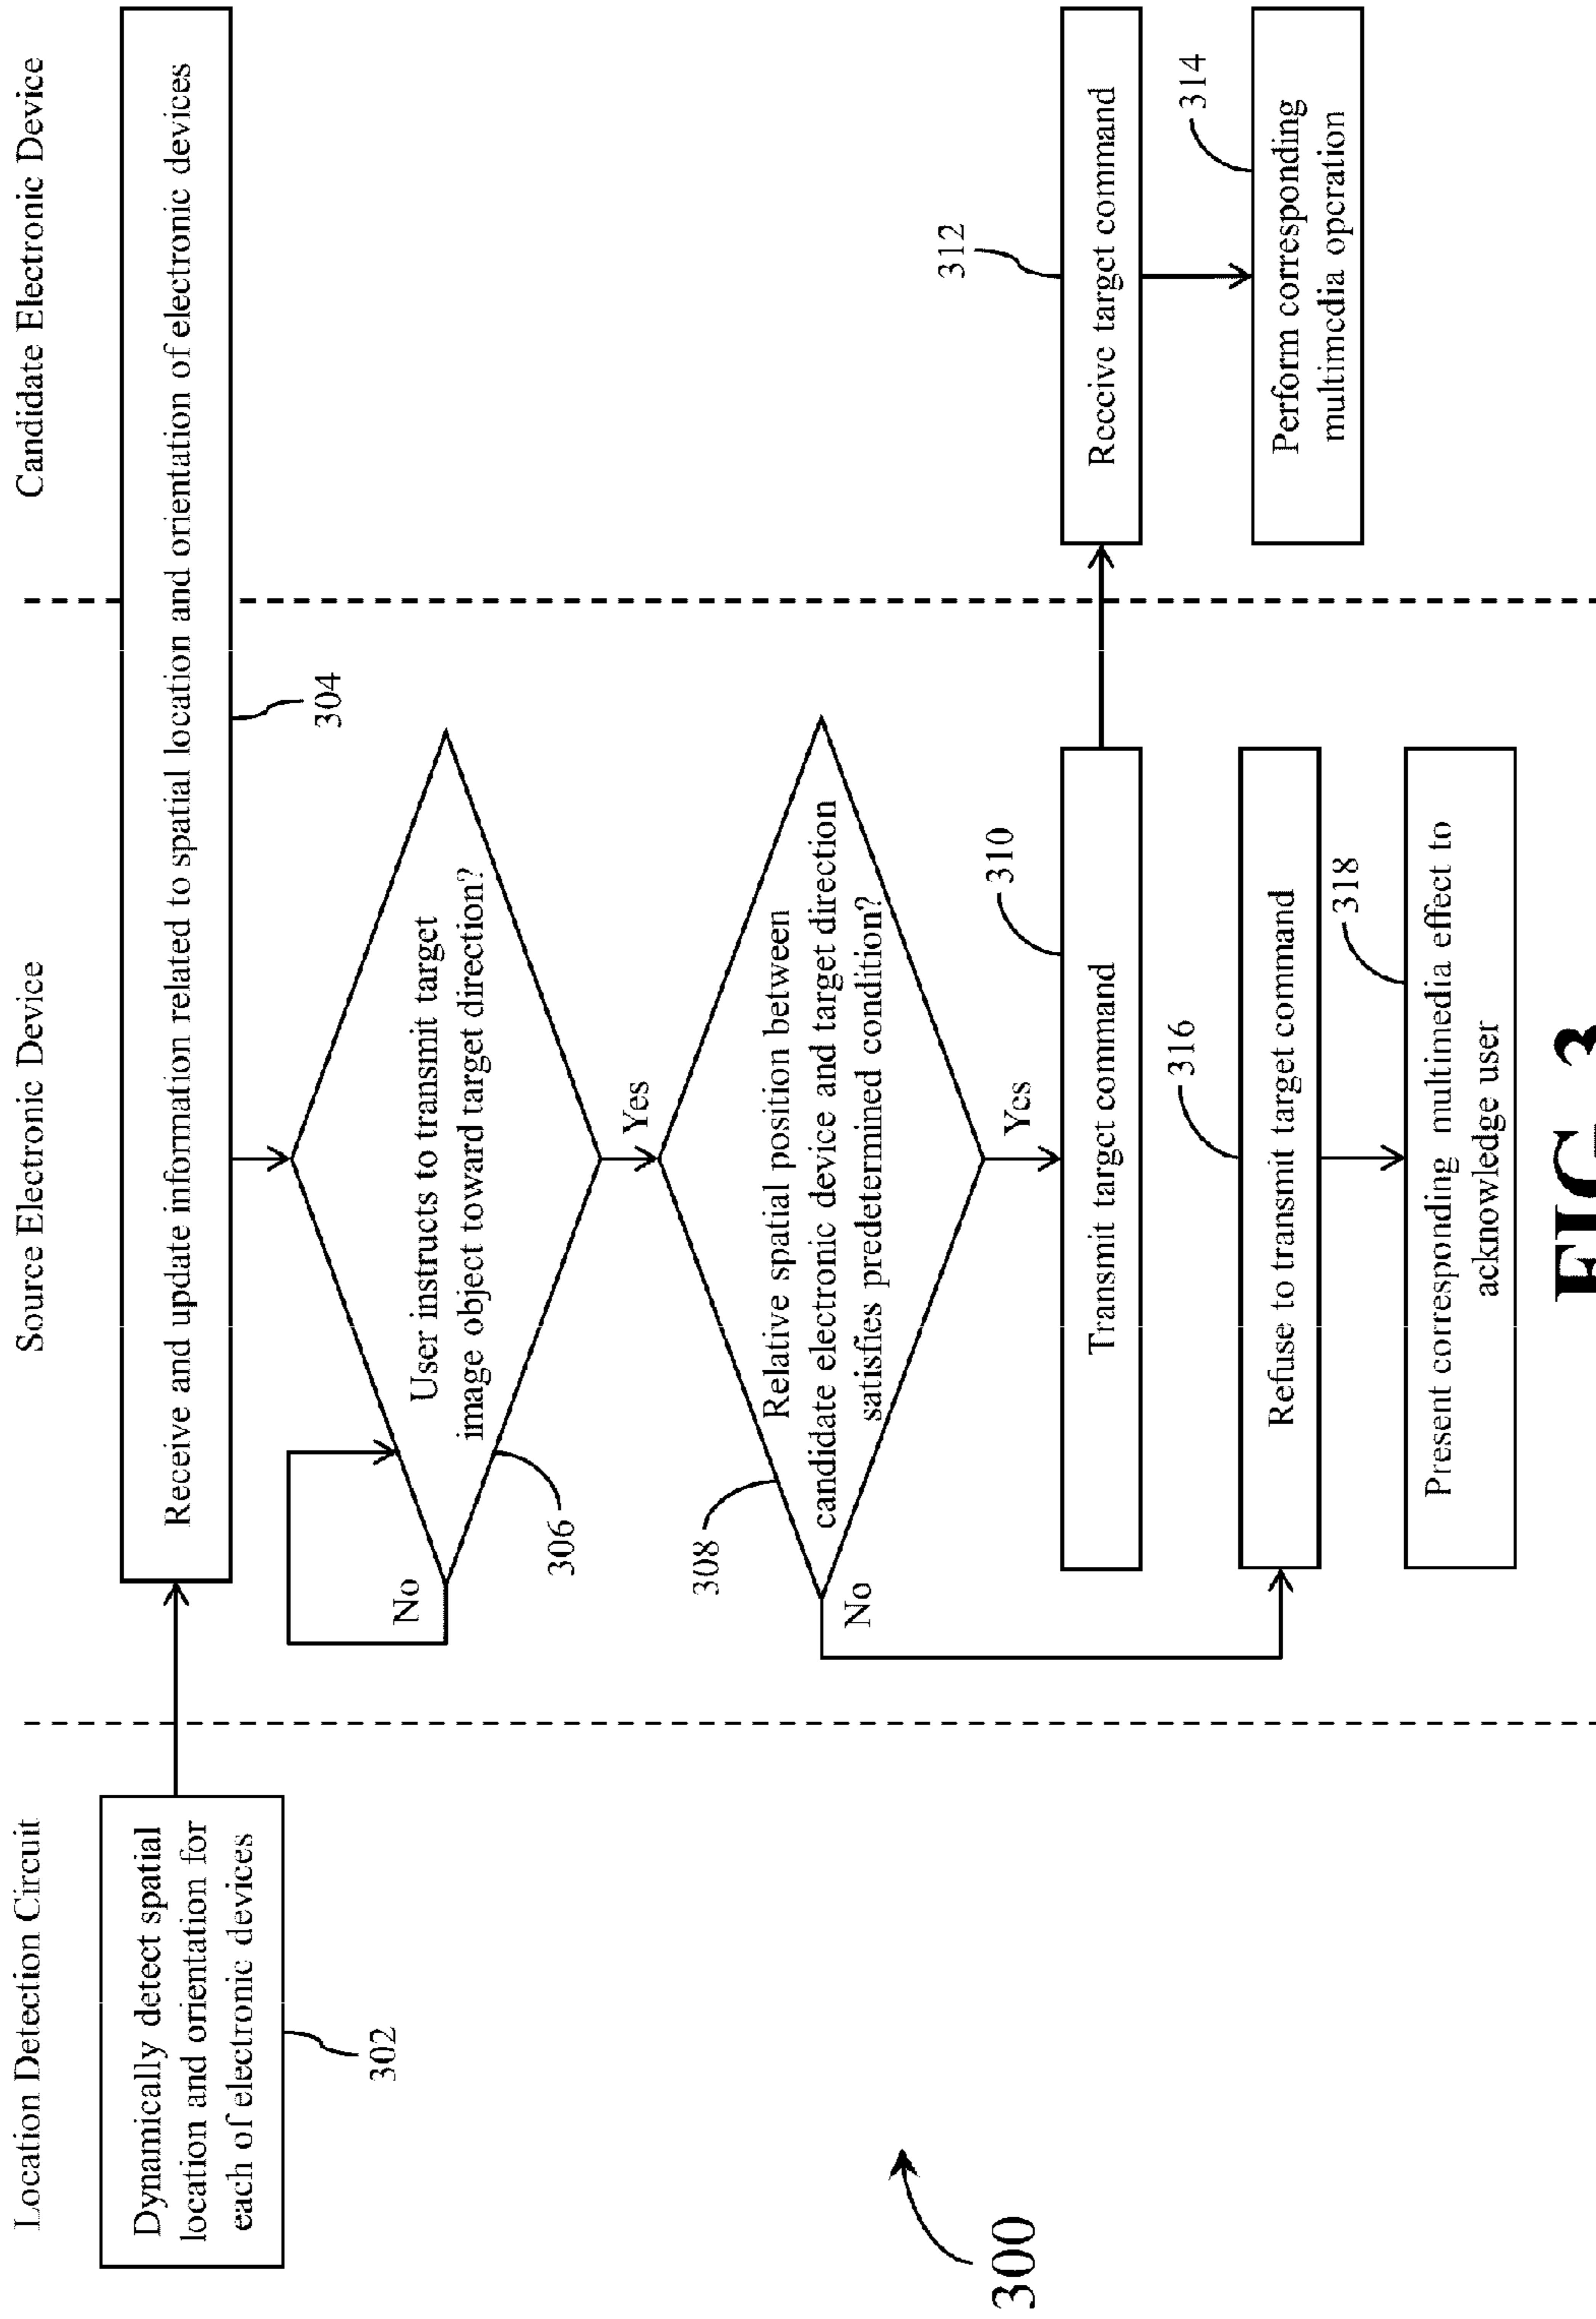 Location Detection Circuit
Source Electronic Device
Candidate Electronic Device
Dynamically detect spatial
location and orientation for
each of electronic devices
302
Receive and update information related to spatial location and orientation of electronic devices
304
User instructs to transmit target
image object toward target direction?
No
306
Yes
Relative spatial position between
candidate electronic device and target direction
satisfies predetermined condition?
308
No
Yes
310
Transmit target command
312
Receive target command
314
Perform corresponding
multimedia operation
316
Refuse to transmit target command
318
Present corresponding multimedia effect to
acknowledge user
300
FIG. 3